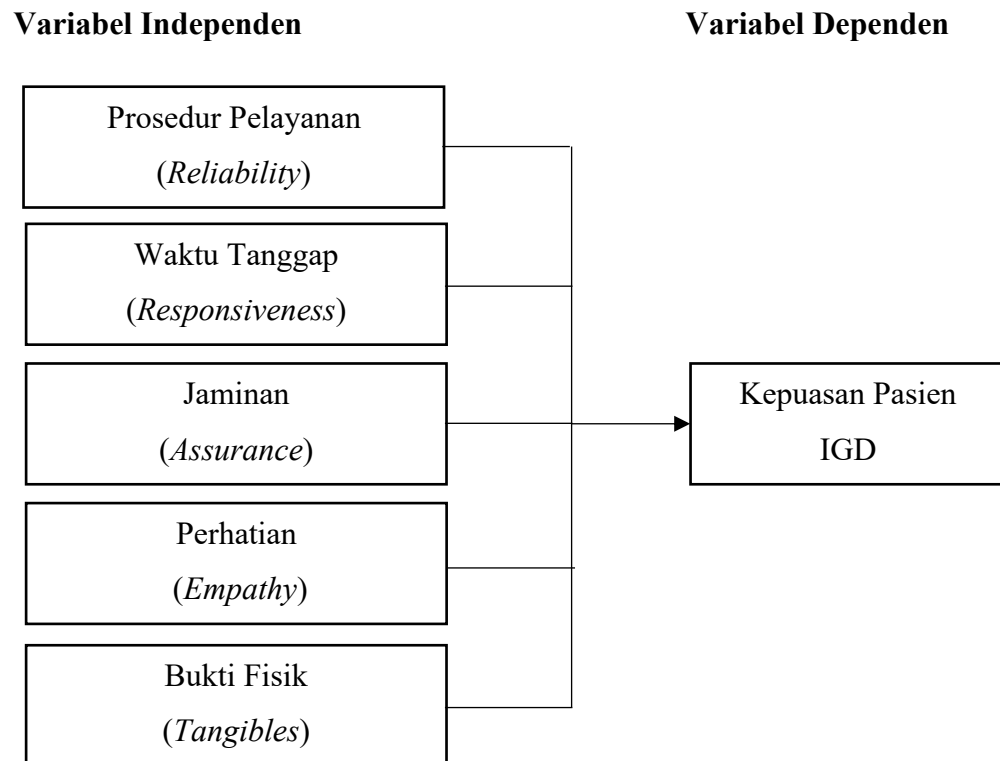 Variabel Independen
Variabel Dependen
Prosedur Pelayanan
(Reliability)
Waktu Tanggap
(Responsiveness)
Jaminan
(Assurance)
Perhatian
(Empathy)
Bukti Fisik
(Tangibles)
Kepuasan Pasien
IGD